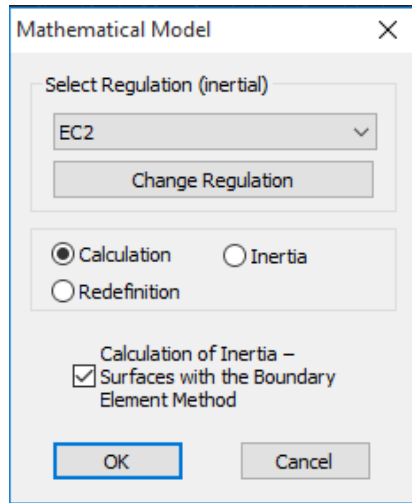 Mathematical Model
Select Regulation (inertial)
EC2
Change Regulation
Calculation
Inertia
Redefinition
Calculation of Inertia –
Surfaces with the Boundary
Element Method
OK
Cancel